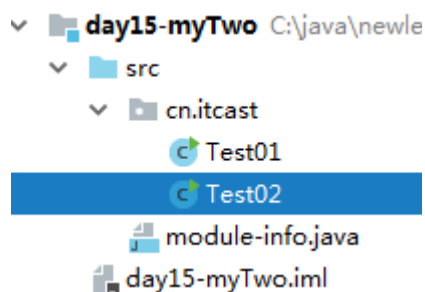 day15-myTwo C:\java\newle
src
cn.itcast
Test01
Test02
module-info.java
day15-myTwo.iml